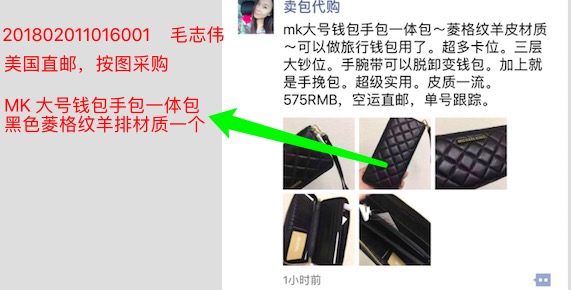 201802011016001 毛志伟
美国直邮，按图采购
MK 大号钱包手包一体包
黑色菱格纹羊排材质一个
卖包代购
mk大号钱包手包一体包～菱格纹羊皮材质
～可以做旅行钱包用了。超多卡位。三层
大钞位。手腕带可以脱卸变钱包。加上就
是手挽包。超级实用。皮质一流。
575RMB，空运直邮，单号跟踪。
1小时前